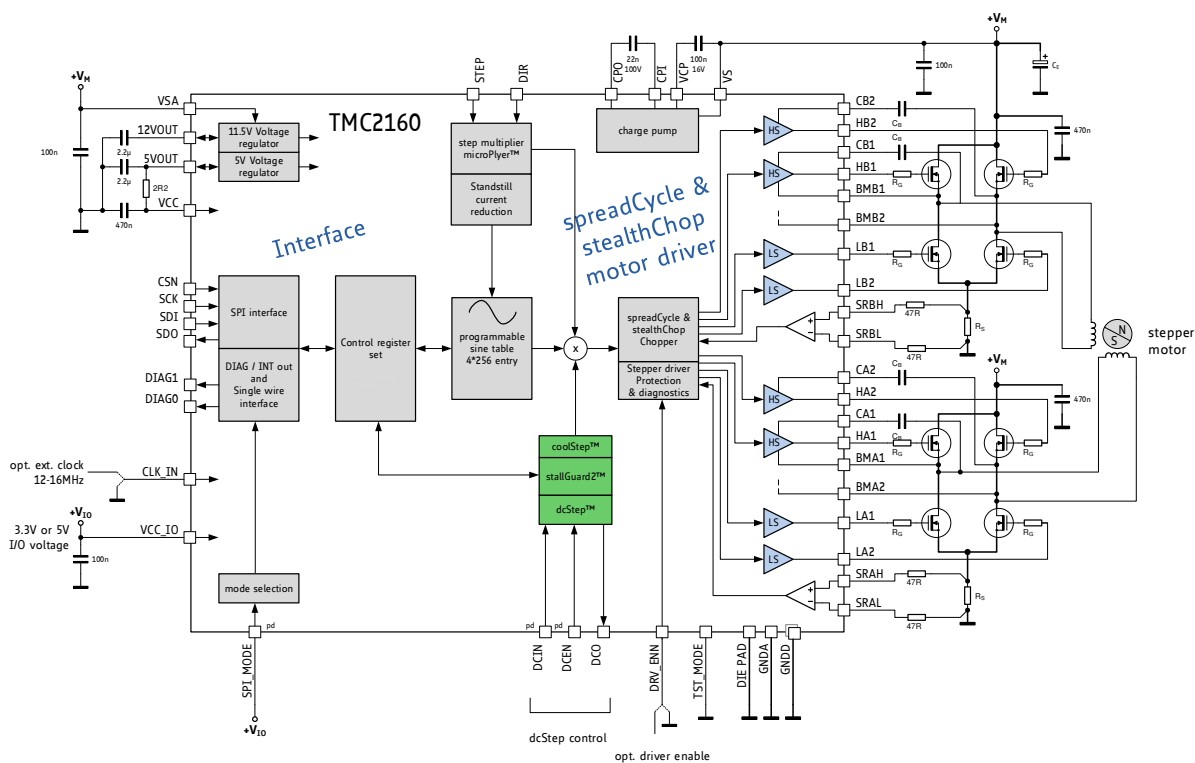 +VM
+VM
22n
100V
100n
16V
100n
CE
STEP
DIR
CPO
CPI
VCP
VS
VSA
12VOUT
5VOUT
VCC
100n
2.2µ
2.2µ
2R2
470n
11.5V Voltage
regulator
5V Voltage
regulator
TMC2160
step multiplier
microPlyer™
Standstill
current
reduction
charge pump
Interface
spreadCycle &
stealthChop
motor driver
HS
HS
LS
LS
CB2
HB2
CB1
HB1
BMB1
BMB2
LB1
LB2
SRBH
SRBL
CB
CB
RG
RG
RG
RG
470n
47R
47R
RS
CSN
SCK
SDI
SDO
DIAG1
DIAG0
SPI interface
DIAG / INT out
and
Single wire
interface
Control register
set
programmable
sine table
4*256 entry
x
spreadCycle &
stealthChop
Chopper
Stepper driver
Protection
& diagnostics
+
-
N
S
stepper
motor
+VM
coolStep™
stallGuard2™
dcStep™
HS
HS
LS
LS
CA2
HA2
CA1
HA1
BMA1
BMA2
LA1
LA2
SRAH
SRAL
CB
CB
RG
RG
RG
RG
470n
47R
47R
RS
+
-
opt. ext. clock
12-16MHz
CLK_IN
+VIO
3.3V or 5V
I/O voltage
VCC_IO
100n
mode selection
pd
pd
pd
SPI_MODE
DCIN
DCEN
DCO
DRV_ENN
TST_MODE
DIE PAD
GNDA
GNDD
+VIO
dcStep control
opt. driver enable